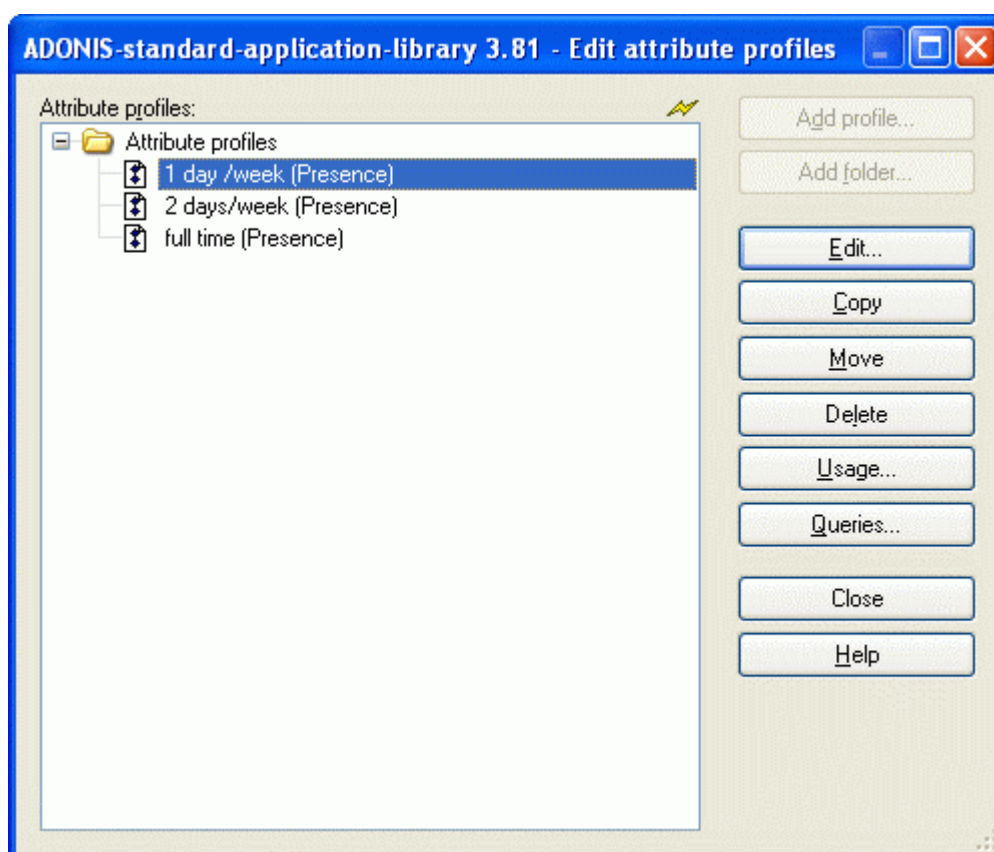 ADONIS-standard-application-library 3.81 - Edit attribute profiles
Attribute profiles:
Attribute profiles
1 day /week (Presence)
2 days/week (Presence)
full time (Presence)
Add profile...
Add folder...
Edit...
Copy
Move
Delete
Usage...
Queries...
Close
Help